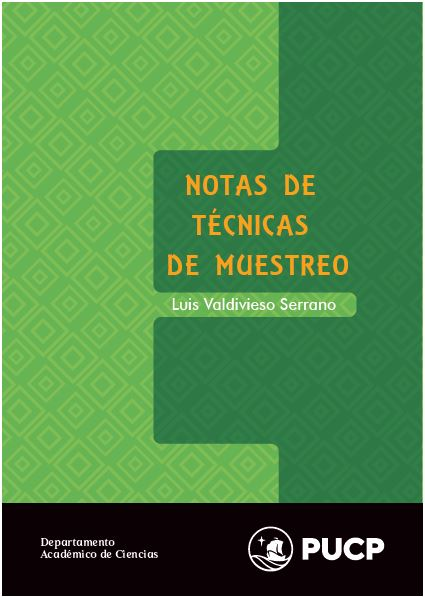 NOTAS DE
TÉCNICAS
DE MUESTREO
Luis Valdivieso Serrano
Departamento
Académico de Ciencias
PUCP